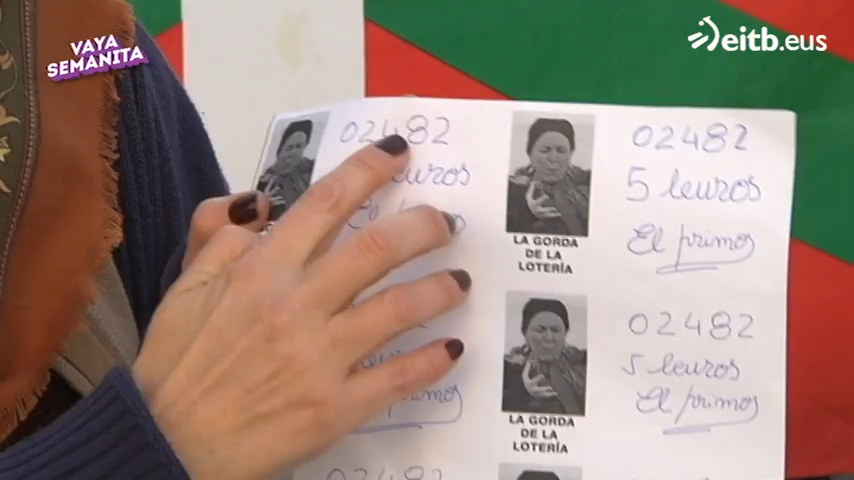 VAYA
SEMANITA
eitb.eus
02482
02482
5 leuros
El primos
LA GORDA
DE LA
LOTERÍA
02482
5 leuros
El primos
LA GORDA
DE LA
LOTERÍA